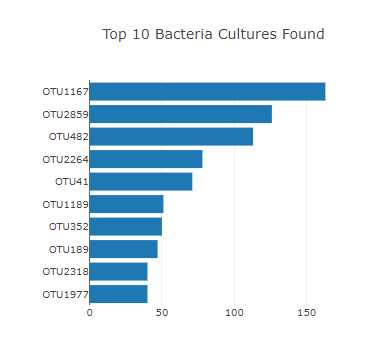 Top 10 Bacteria Cultures Found
OTU1167
OTU2859
OTU482
OTU2264
OTU41
OTU1189
OTU352
OTU189
OTU2318
OTU1977
0 50 100 150